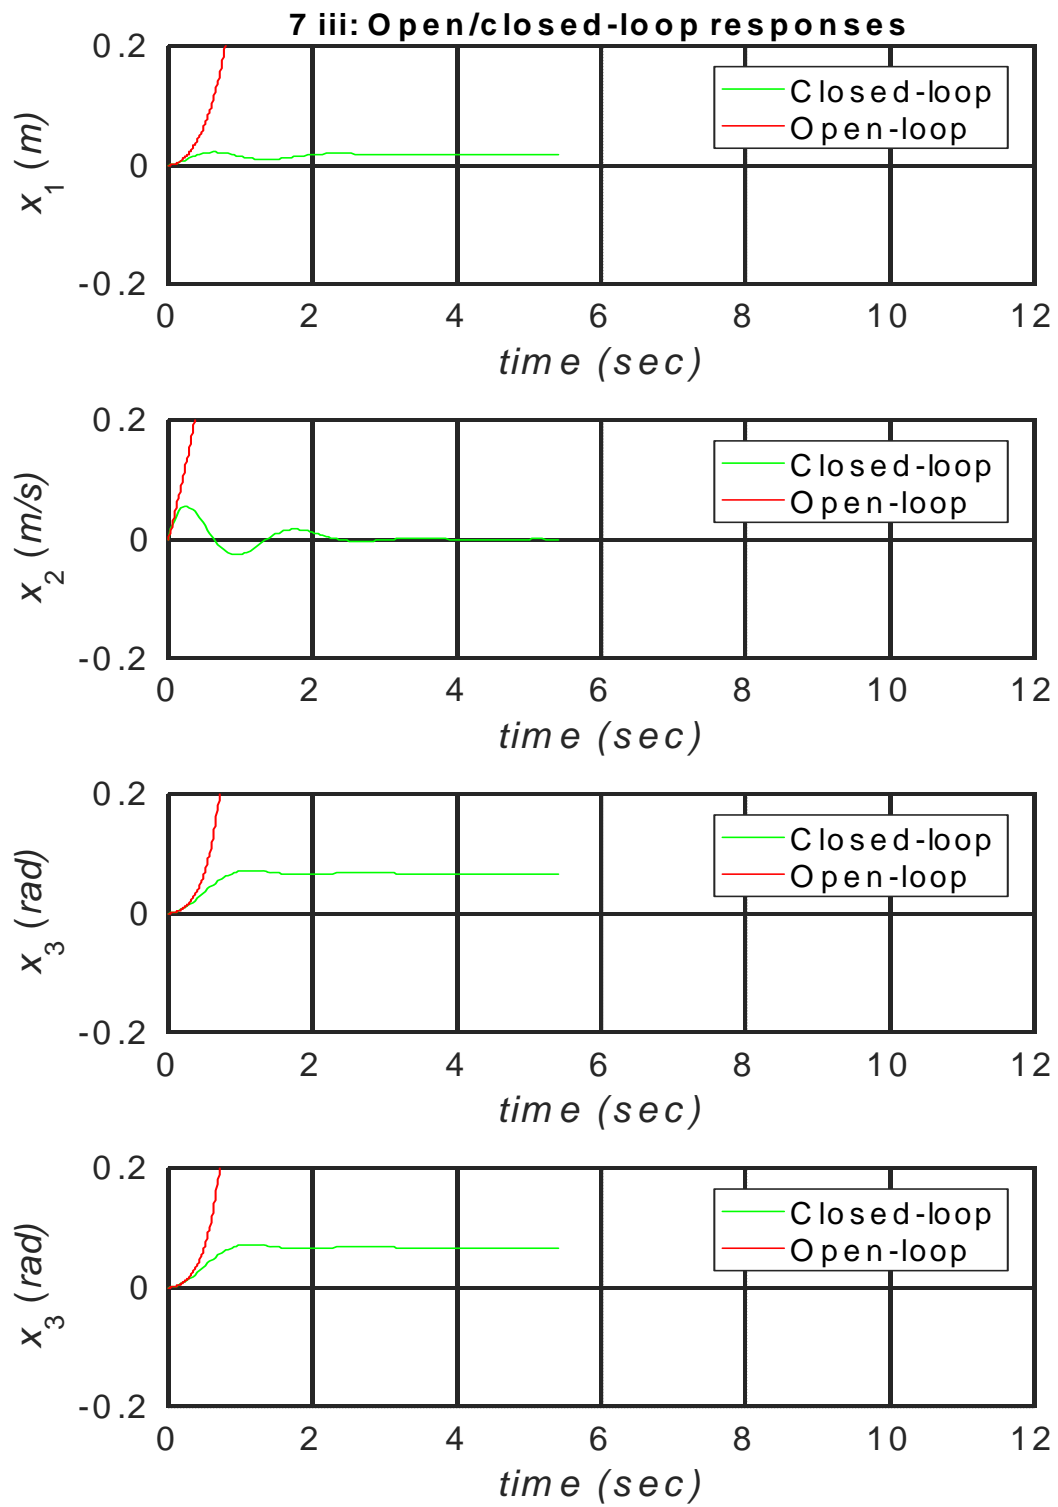 7 iii: Open/closed-loop responses
0.2
0
-0.2
x_1 (m)
Closed-loop
Open-loop
0 2 4 6 8 10 12
time (sec)
0.2
0
-0.2
x_2 (m/s)
Closed-loop
Open-loop
0 2 4 6 8 10 12
time (sec)
0.2
0
-0.2
x_3 (rad)
Closed-loop
Open-loop
0 2 4 6 8 10 12
time (sec)
0.2
0
-0.2
x_3 (rad)
Closed-loop
Open-loop
0 2 4 6 8 10 12
time (sec)